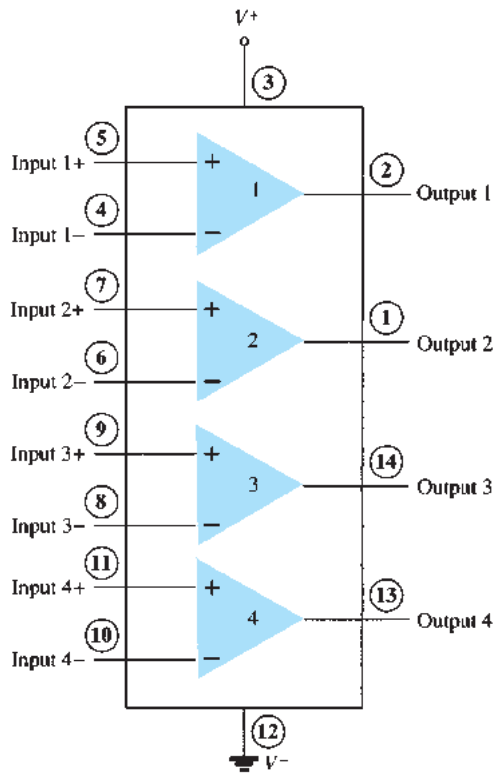 V+
3
5
Input 1+
+
1
2
Output 1
4
Input 1−
−
7
Input 2+
+
2
1
Output 2
6
Input 2−
−
9
Input 3+
+
3
14
Output 3
8
Input 3−
−
11
Input 4+
+
4
13
Output 4
10
Input 4−
−
12
V−